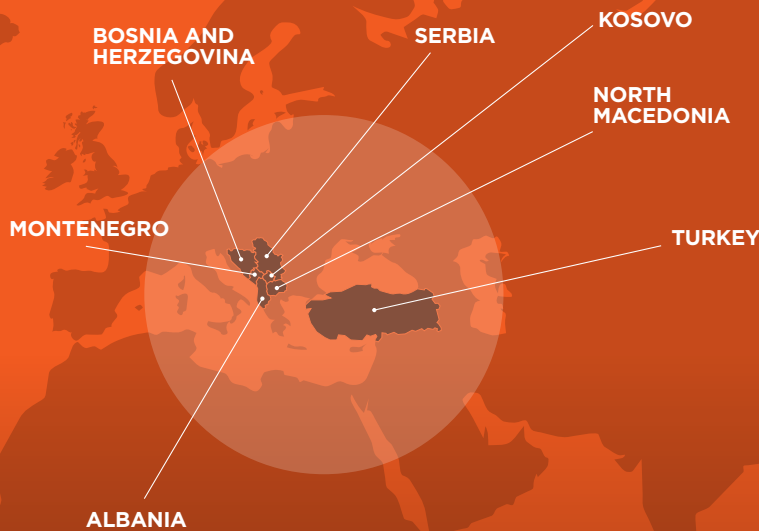 KOSOVO
BOSNIA AND
HERZEGOVINA
SERBIA
NORTH
MACEDONIA
MONTENEGRO
TURKEY
ALBANIA